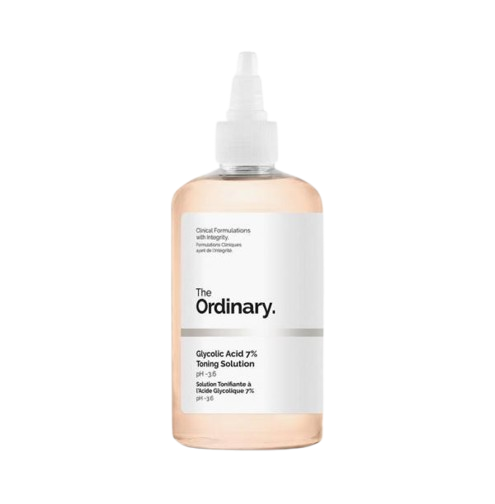 Clinical Formulations
with Integrity.
Formulations Cliniques
ayant de l'intégrité.
The
Ordinary.
Glycolic Acid 7%
Toning Solution
pH ~3.6
Solution Tonifiante à
l'Acide Glycolique 7%
pH ~3.6